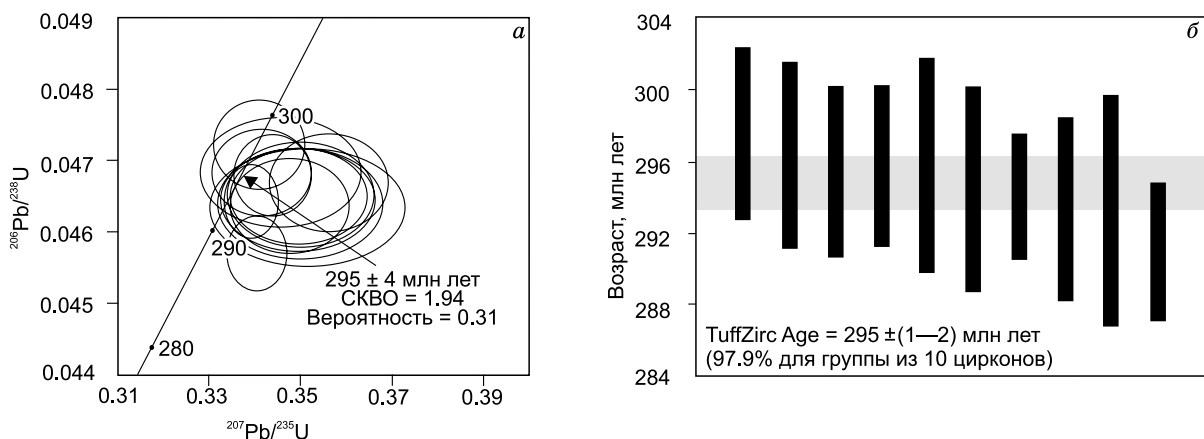 0.049
0.048
0.047
0.046
0.045
0.044
²⁰⁶Pb/²³⁸U
а
300
290
280
295 ± 4 млн лет
СКВО = 1.94
Вероятность = 0.31
0.31
0.33
0.35
0.37
0.39
²⁰⁷Pb/²³⁵U
304
300
296
292
288
284
Возраст, млн лет
б
TuffZirc Age = 295 ±(1—2) млн лет
(97.9% для группы из 10 цирконов)